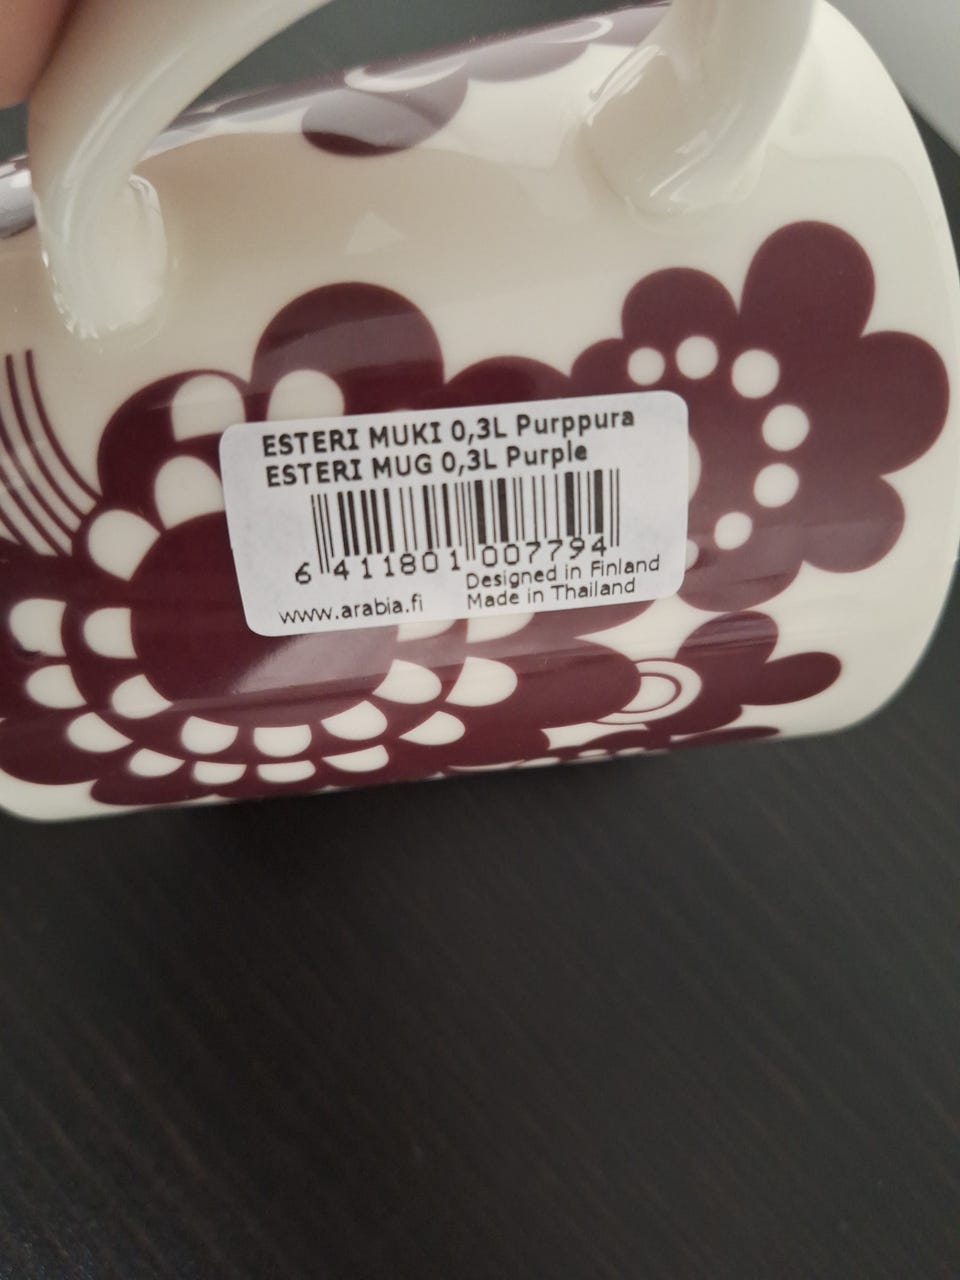 ESTERI MUKI 0,3L Purppura
ESTERI MUG 0,3L Purple
6 411801 007794
Designed in Finland
www.arabia.fi Made in Thailand